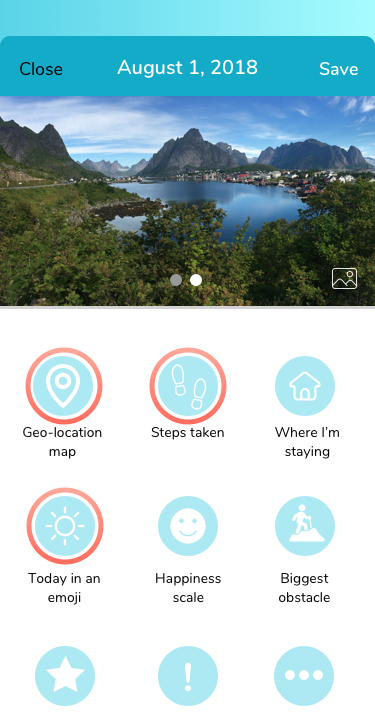 Close August 1, 2018 Save
Geo-location
map
Steps taken
Where I'm
staying
Today in an
emoji
Happiness
scale
Biggest
obstacle